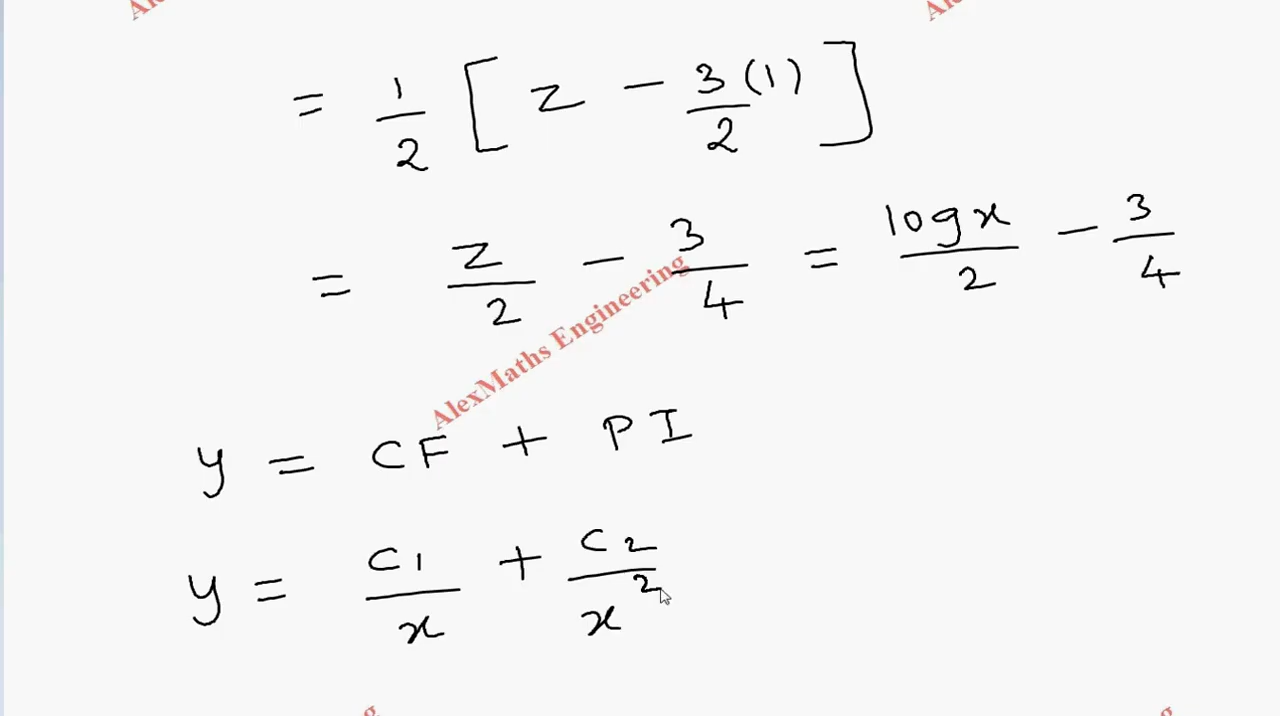 = 1/2 [ z - 3(1)/2 ]
= z/2 - 3/4 = log x/2 - 3/4
AlexMaths Engineering
y = CF + PI
y = C1/x + C2/x²